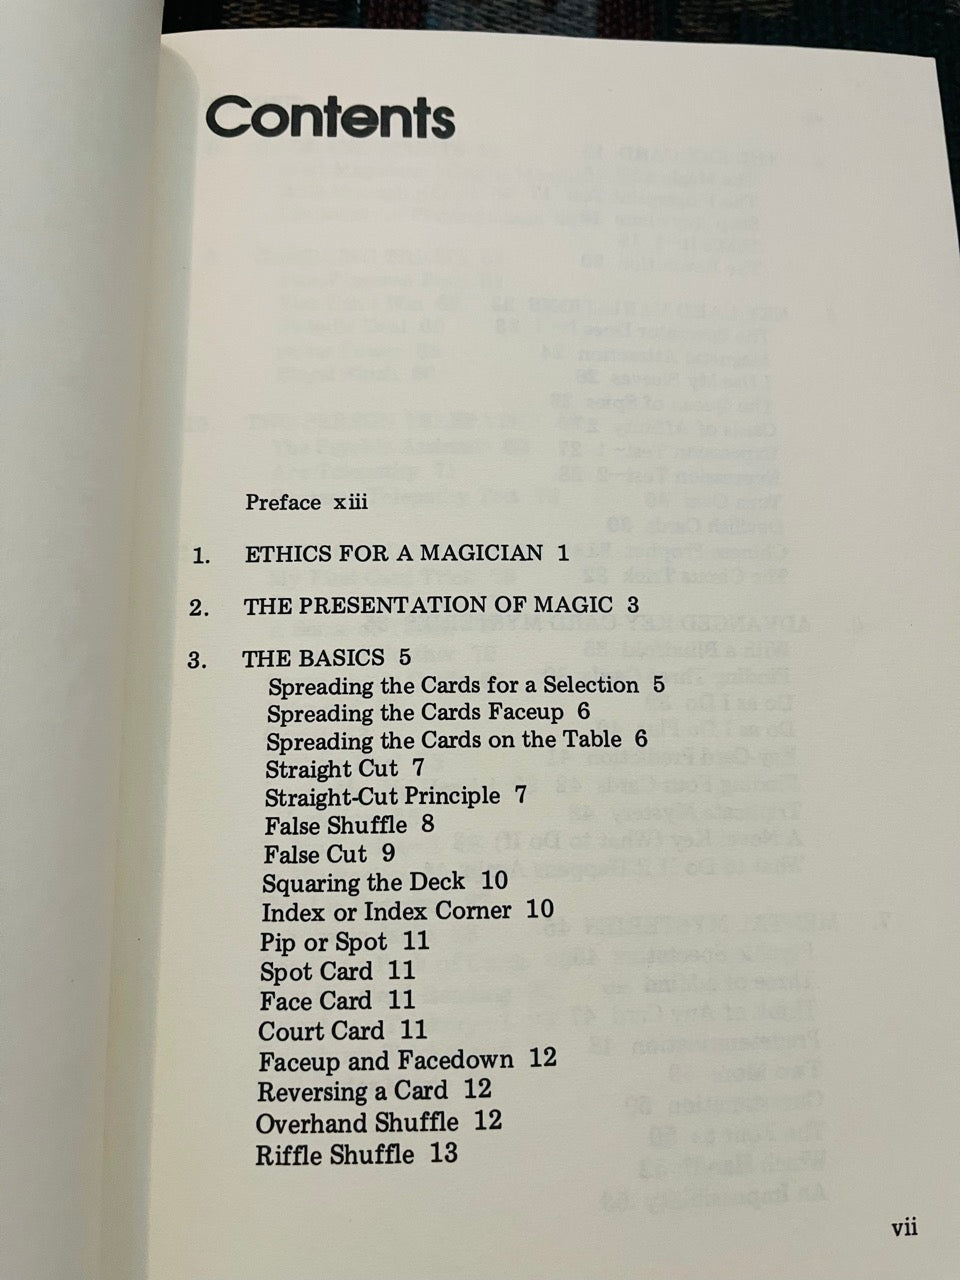 Contents
Preface xiii
1. ETHICS FOR A MAGICIAN 1
2. THE PRESENTATION OF MAGIC 3
3. THE BASICS 5
Spreading the Cards for a Selection 5
Spreading the Cards Faceup 6
Spreading the Cards on the Table 6
Straight Cut 7
Straight-Cut Principle 7
False Shuffle 8
False Cut 9
Squaring the Deck 10
Index or Index Corner 10
Pip or Spot 11
Spot Card 11
Face Card 11
Court Card 11
Faceup and Facedown 12
Reversing a Card 12
Overhand Shuffle 12
Riffle Shuffle 13
vii